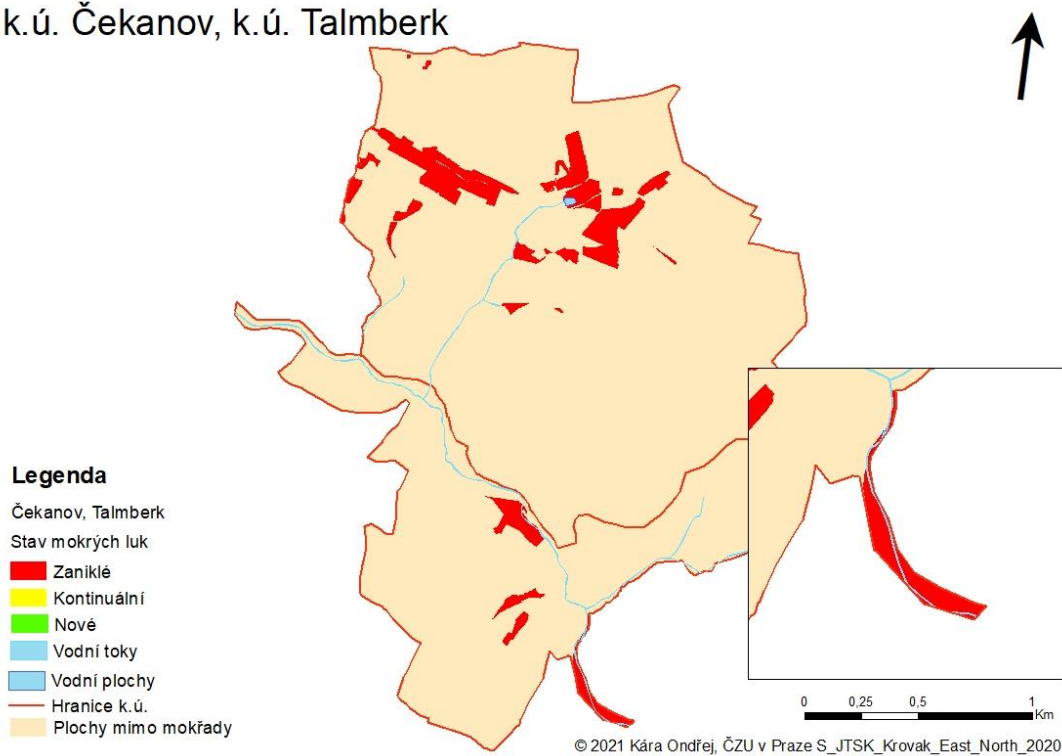 k.ú. Čekanov, k.ú. Talmberk
Legenda
Čekanov, Talmberk
Stav mokrých luk
Zaniklé
Kontinuální
Nové
Vodní toky
Vodní plochy
Hranice k.ú.
Plochy mimo mokřady
0 0,25 0,5 1
Km
© 2021 Kára Ondřej, ČZU v Praze S_JTSK_Krovak_East_North_2020